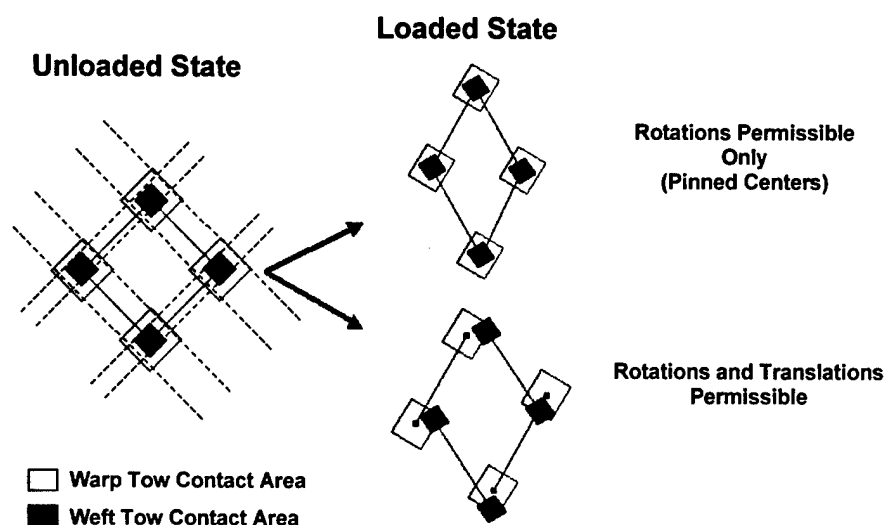 Unloaded State
Loaded State
Rotations Permissible
Only
(Pinned Centers)
Rotations and Translations
Permissible
Warp Tow Contact Area
Weft Tow Contact Area